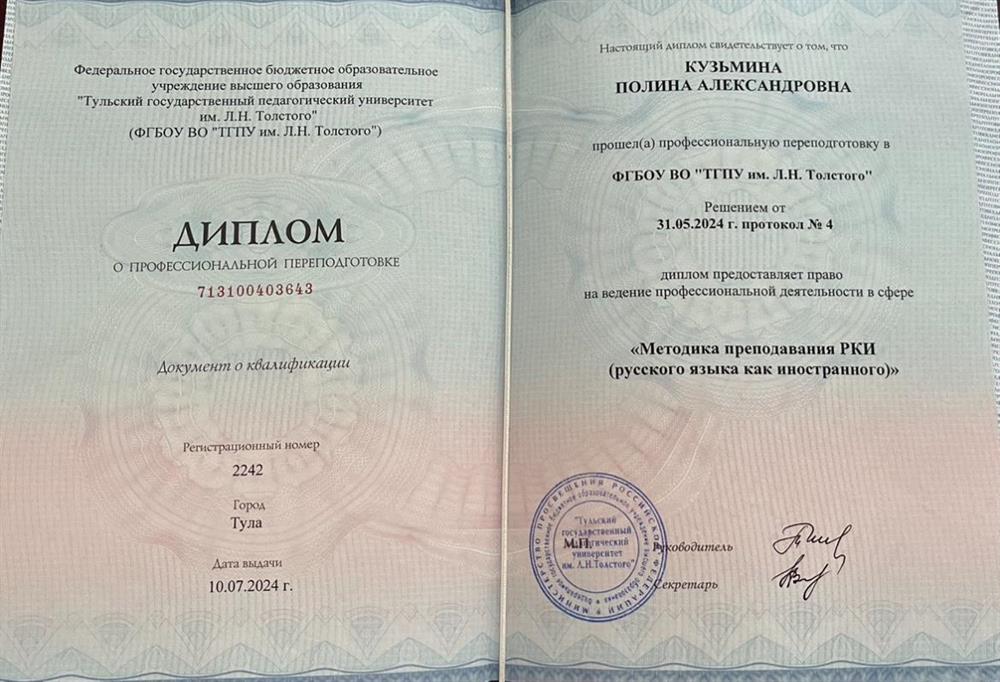 Федеральное государственное бюджетное образовательное
учреждение высшего образования
"Тульский государственный педагогический университет
им. Л.Н. Толстого"
(ФГБОУ ВО "ТГПУ им. Л.Н. Толстого")
ДИПЛОМ
О ПРОФЕССИОНАЛЬНОЙ ПЕРЕПОДГОТОВКЕ
713100403643
Документ о квалификации
Регистрационный номер
2242
Город
Тула
Дата выдачи
10.07.2024 г.
Настоящий диплом свидетельствует о том, что
КУЗЬМИНА
ПОЛИНА АЛЕКСАНДРОВНА
прошел(а) профессиональную переподготовку в
ФГБОУ ВО "ТГПУ им. Л.Н. Толстого"
Решением от
31.05.2024 г. протокол № 4
диплом предоставляет право
на ведение профессиональной деятельности в сфере
«Методика преподавания РКИ
(русского языка как иностранного)»
МИНИСТЕРСТВО ПРОСВЕЩЕНИЯ РОССИЙСКОЙ ФЕДЕРАЦИИ
"Тульский
государственный
педагогический
университет
им. Л.Н.Толстого"
М.П.
Руководитель
Секретарь